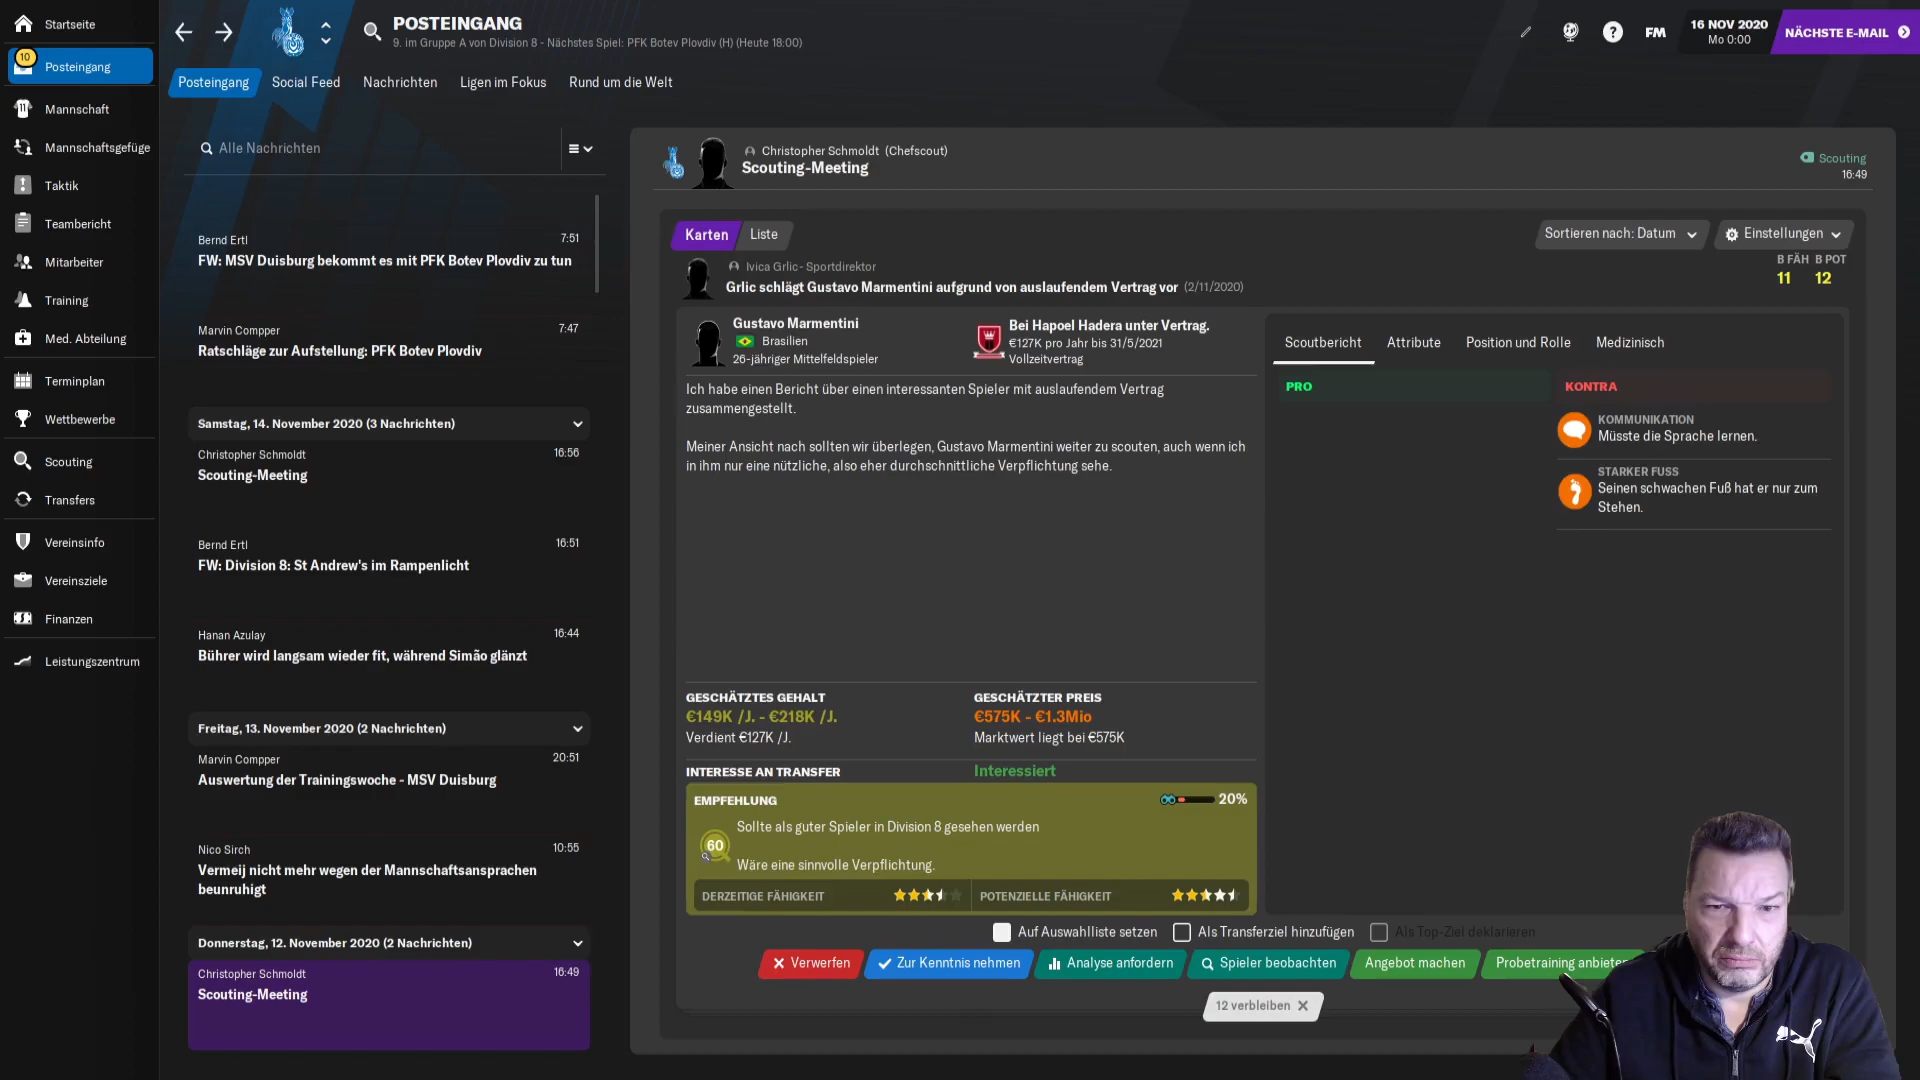 Startseite
10
Posteingang
Mannschaft
Mannschaftsgefüge
Taktik
Teambericht
Mitarbeiter
Training
Med. Abteilung
Terminplan
Wettbewerbe
Scouting
Transfers
Vereinsinfo
Vereinsziele
Finanzen
Leistungszentrum
POSTEINGANG
9. im Gruppe A von Division 8 - Nächstes Spiel: PFK Botev Plovdiv (H) (Heute 18:00)
FM
16 NOV 2020
Mo 0:00
NÄCHSTE E-MAIL
Posteingang
Social Feed
Nachrichten
Ligen im Fokus
Rund um die Welt
Alle Nachrichten
Bernd Ertl 7:51
FW: MSV Duisburg bekommt es mit PFK Botev Plovdiv zu tun
Marvin Compper 7:47
Ratschläge zur Aufstellung: PFK Botev Plovdiv
Samstag, 14. November 2020 (3 Nachrichten)
Christopher Schmoldt 16:56
Scouting-Meeting
Bernd Ertl 16:51
FW: Division 8: St Andrew's im Rampenlicht
Hanan Azulay 16:44
Bührer wird langsam wieder fit, während Simão glänzt
Freitag, 13. November 2020 (2 Nachrichten)
Marvin Compper 20:51
Auswertung der Trainingswoche - MSV Duisburg
Nico Sirch 10:55
Vermeij nicht mehr wegen der Mannschaftsansprachen
beunruhigt
Donnerstag, 12. November 2020 (2 Nachrichten)
Christopher Schmoldt 16:49
Scouting-Meeting
Christopher Schmoldt (Chefscout)
Scouting-Meeting
Scouting
16:49
Karten
Liste
Sortieren nach: Datum
Einstellungen
Ivica Grlic- Sportdirektor
Grlic schlägt Gustavo Marmentini aufgrund von auslaufendem Vertrag vor (2/11/2020)
B FÄH B POT
11 12
Gustavo Marmentini
Brasilien
26-jähriger Mittelfeldspieler
Bei Hapoel Hadera unter Vertrag.
€127K pro Jahr bis 31/5/2021
Vollzeitvertrag
Ich habe einen Bericht über einen interessanten Spieler mit auslaufendem Vertrag
zusammengestellt.
Meiner Ansicht nach sollten wir überlegen, Gustavo Marmentini weiter zu scouten, auch wenn ich
in ihm nur eine nützliche, also eher durchschnittliche Verpflichtung sehe.
Scoutbericht
Attribute
Position und Rolle
Medizinisch
PRO
KONTRA
KOMMUNIKATION
Müsste die Sprache lernen.
STARKER FUSS
Seinen schwachen Fuß hat er nur zum
Stehen.
GESCHÄTZTES GEHALT
€149K /J. - €218K /J.
Verdient €127K /J.
GESCHÄTZTER PREIS
€575K - €1.3Mio
Marktwert liegt bei €575K
INTERESSE AN TRANSFER
Interessiert
EMPFEHLUNG
20%
60
Sollte als guter Spieler in Division 8 gesehen werden
Wäre eine sinnvolle Verpflichtung.
DERZEITIGE FÄHIGKEIT
POTENZIELLE FÄHIGKEIT
Auf Auswahlliste setzen
Als Transferziel hinzufügen
Als Top-Ziel deklarieren
Verwerfen
Zur Kenntnis nehmen
Analyse anfordern
Spieler beobachten
Angebot machen
Probetraining anbieten
12 verbleiben